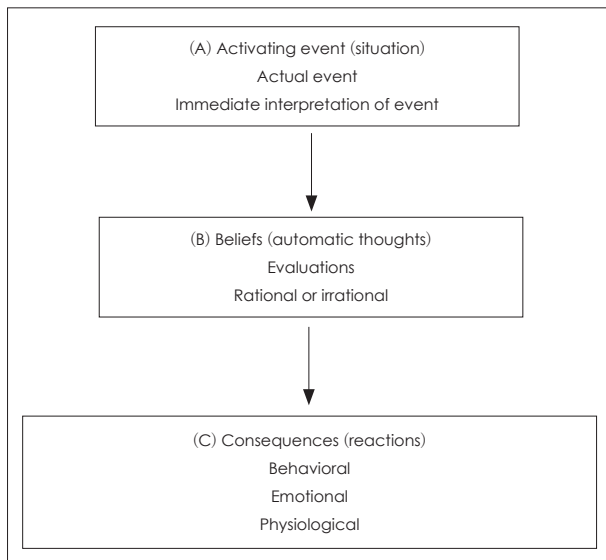 (A) Activating event (situation)
Actual event
Immediate interpretation of event
(B) Beliefs (automatic thoughts)
Evaluations
Rational or irrational
(C) Consequences (reactions)
Behavioral
Emotional
Physiological